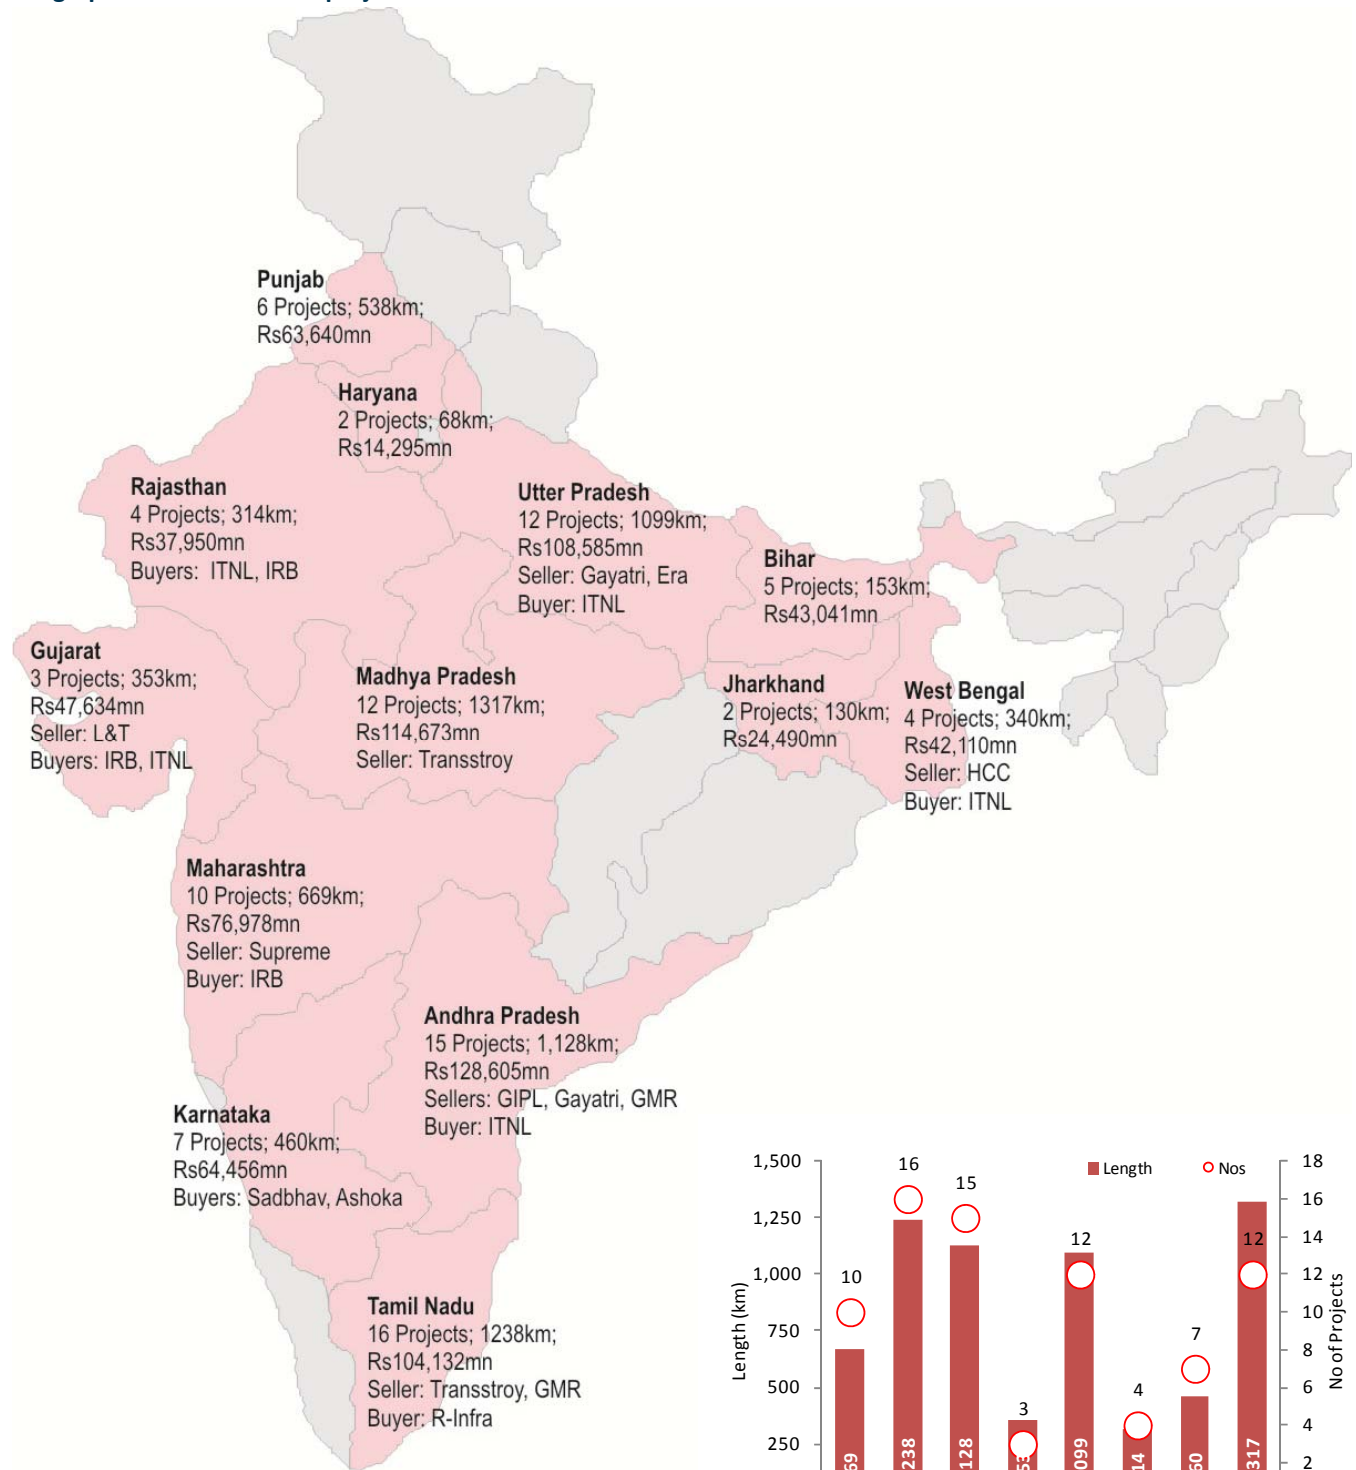 Punjab
6 Projects; 538km;
Rs63,640mn
Haryana
2 Projects; 68km;
Rs14,295mn
Rajasthan
4 Projects; 314km;
Rs37,950mn
Buyers: ITNL, IRB
Utter Pradesh
12 Projects; 1099km;
Rs108,585mn
Seller: Gayatri, Era
Buyer: ITNL
Bihar
5 Projects; 153km;
Rs43,041mn
Gujarat
3 Projects; 353km;
Rs47,634mn
Seller: L&T
Buyers: IRB, ITNL
Madhya Pradesh
12 Projects; 1317km;
Rs114,673mn
Seller: Transstroy
Jharkhand
2 Projects; 130km;
Rs24,490mn
West Bengal
4 Projects; 340km;
Rs42,110mn
Seller: HCC
Buyer: ITNL
Maharashtra
10 Projects; 669km;
Rs76,978mn
Seller: Supreme
Buyer: IRB
Andhra Pradesh
15 Projects; 1,128km;
Rs128,605mn
Sellers: GIPL, Gayatri, GMR
Buyer: ITNL
Karnataka
7 Projects; 460km;
Rs64,456mn
Buyers: Sadbhav, Ashoka
Tamil Nadu
16 Projects; 1238km;
Rs104,132mn
Seller: Transstroy, GMR
Buyer: R-Infra
Length
Nos
Length (km)
1,500
1,250
1,000
750
500
250
10
16
15
3
12
4
7
12
69
238
128
099
14
60
317
18
16
14
12
10
8
6
4
2
No of Projects